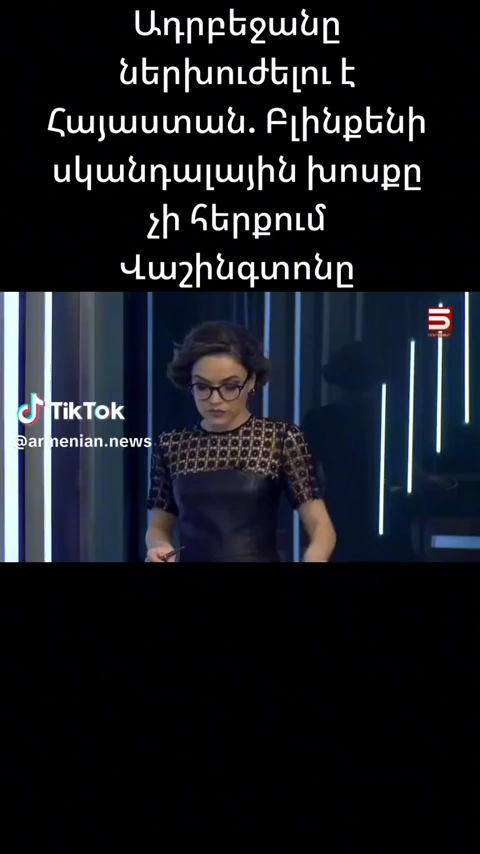 Ադրբեջանը
ներխուժելու է
Հայաստան. Բլինքենի
սկանդալային խոսքը
չի հերքում
Վաշինգտոնը
TikTok
@armenian.news